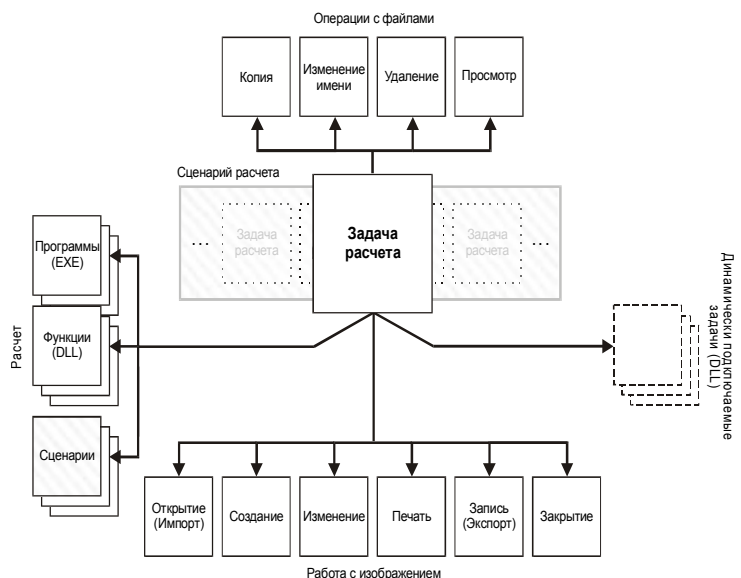 Операции с файлами
Копия
Изменение
имени
Удаление
Просмотр
Сценарий расчета
...
Задача
расчета
Задача
расчета
Задача
расчета
...
Расчет
Программы
(EXE)
Функции
(DLL)
Сценарии
Динамически подключаемые
задачи (DLL)
Открытие
(Импорт)
Создание
Изменение
Печать
Запись
(Экспорт)
Закрытие
Работа с изображением